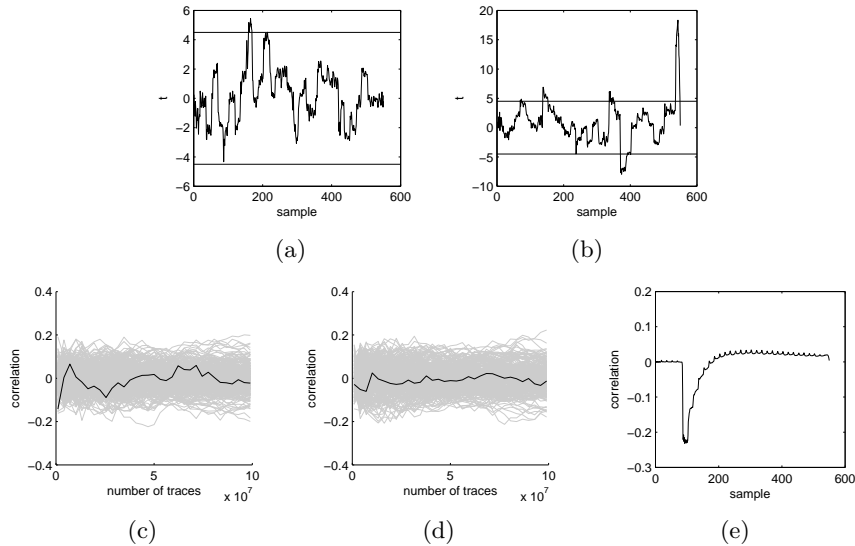 6
4
2
0
−2
−4
−6
t
0 200 400 600
sample
(a)
20
15
10
5
0
−5
−10
t
0 200 400 600
sample
(b)
0.4
0.2
0
−0.2
−0.4
correlation
0 5 10
number of traces
x 10^7
(c)
0.4
0.2
0
−0.2
−0.4
correlation
0 5 10
number of traces
x 10^7
(d)
0.2
0.1
0
−0.1
−0.2
−0.3
correlation
0 200 400 600
sample
(e)